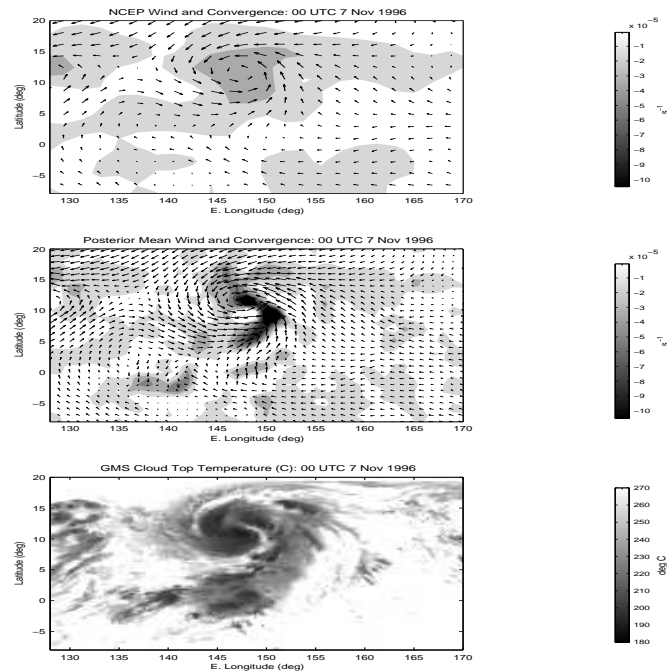 NCEP Wind and Convergence: 00 UTC 7 Nov 1996
x 10⁻⁵
20
15
10
5
0
−5
Latitude (deg)
130 135 140 145 150 155 160 165 170
E. Longitude (deg)
−1
−2
−3
−4
−5
−6
−7
−8
−9
−10
s⁻¹
Posterior Mean Wind and Convergence: 00 UTC 7 Nov 1996
x 10⁻⁵
20
15
10
5
0
−5
Latitude (deg)
130 135 140 145 150 155 160 165 170
E. Longitude (deg)
−1
−2
−3
−4
−5
−6
−7
−8
−9
−10
s⁻¹
GMS Cloud Top Temperature (C): 00 UTC 7 Nov 1996
20
15
10
5
0
−5
Latitude (deg)
130 135 140 145 150 155 160 165 170
E. Longitude (deg)
270
260
250
240
230
220
210
200
190
180
deg C